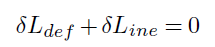 δL_{def} + δL_{ine} = 0